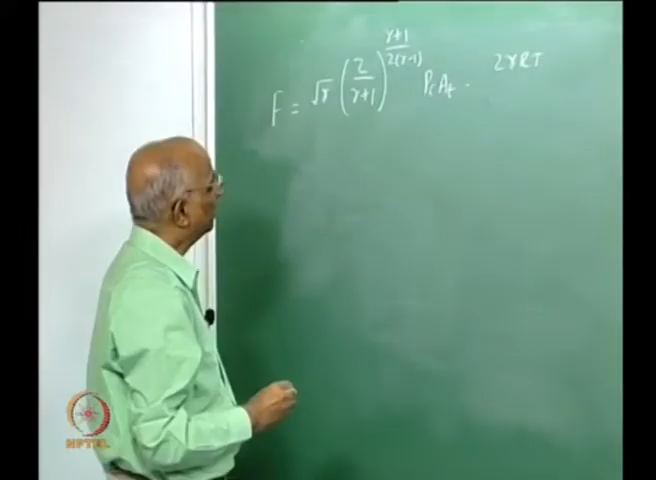 F = √γ (2/γ+1)^(γ+1/2(γ-1)) PcAt . 2γRT
NPTEL